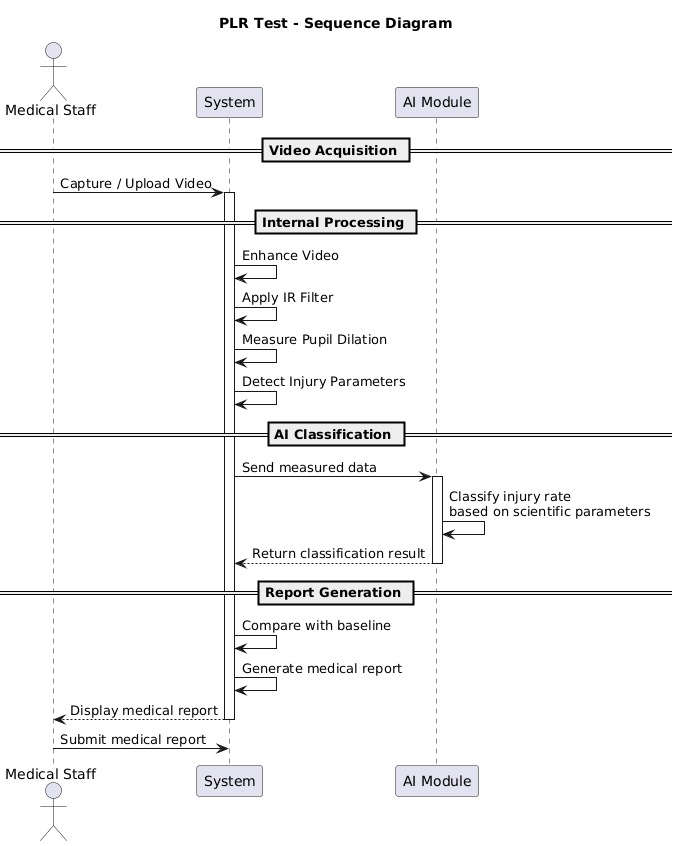 PLR Test - Sequence Diagram
Medical Staff
System
AI Module
Video Acquisition
Capture / Upload Video
Internal Processing
Enhance Video
Apply IR Filter
Measure Pupil Dilation
Detect Injury Parameters
AI Classification
Send measured data
Classify injury rate
based on scientific parameters
Return classification result
Report Generation
Compare with baseline
Generate medical report
Display medical report
Submit medical report
Medical Staff
System
AI Module